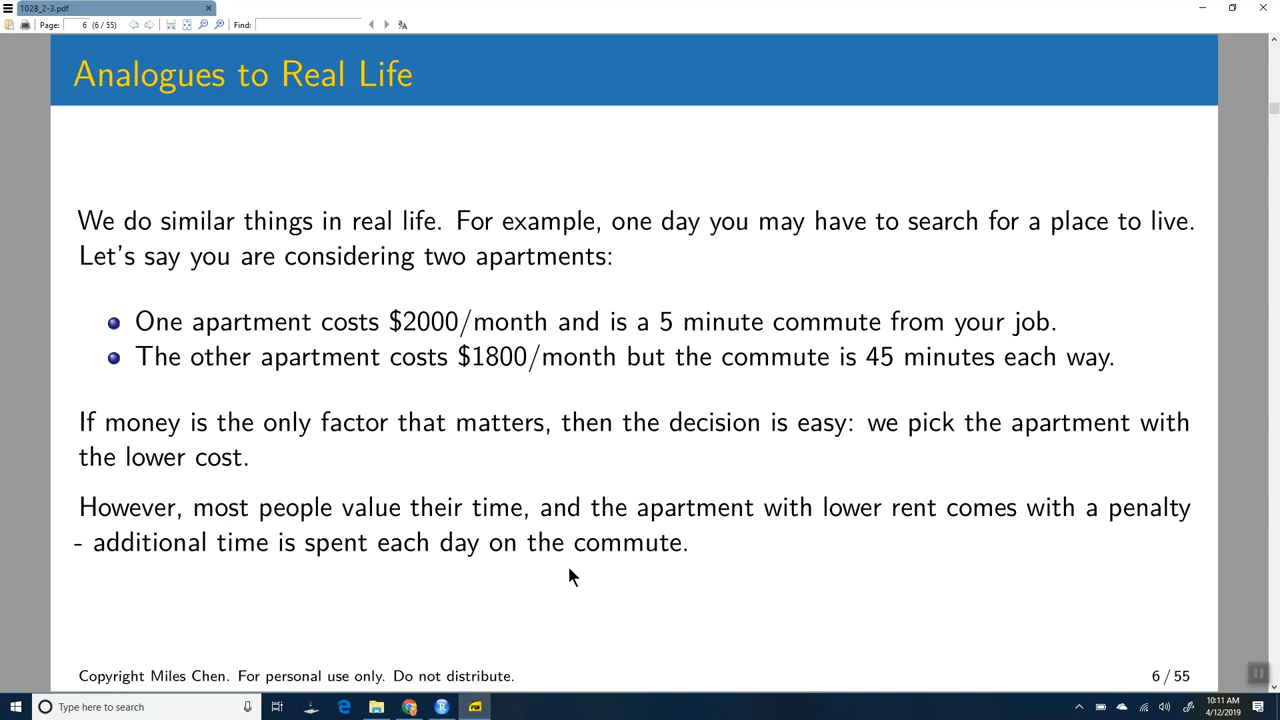 102B_2-3.pdf
Page: 6 (6 / 55) Find:
Analogues to Real Life
We do similar things in real life. For example, one day you may have to search for a place to live.
Let's say you are considering two apartments:
One apartment costs $2000/month and is a 5 minute commute from your job.
The other apartment costs $1800/month but the commute is 45 minutes each way.
If money is the only factor that matters, then the decision is easy: we pick the apartment with
the lower cost.
However, most people value their time, and the apartment with lower rent comes with a penalty
- additional time is spent each day on the commute.
Copyright Miles Chen. For personal use only. Do not distribute. 6 / 55
Type here to search
10:11 AM
4/12/2019